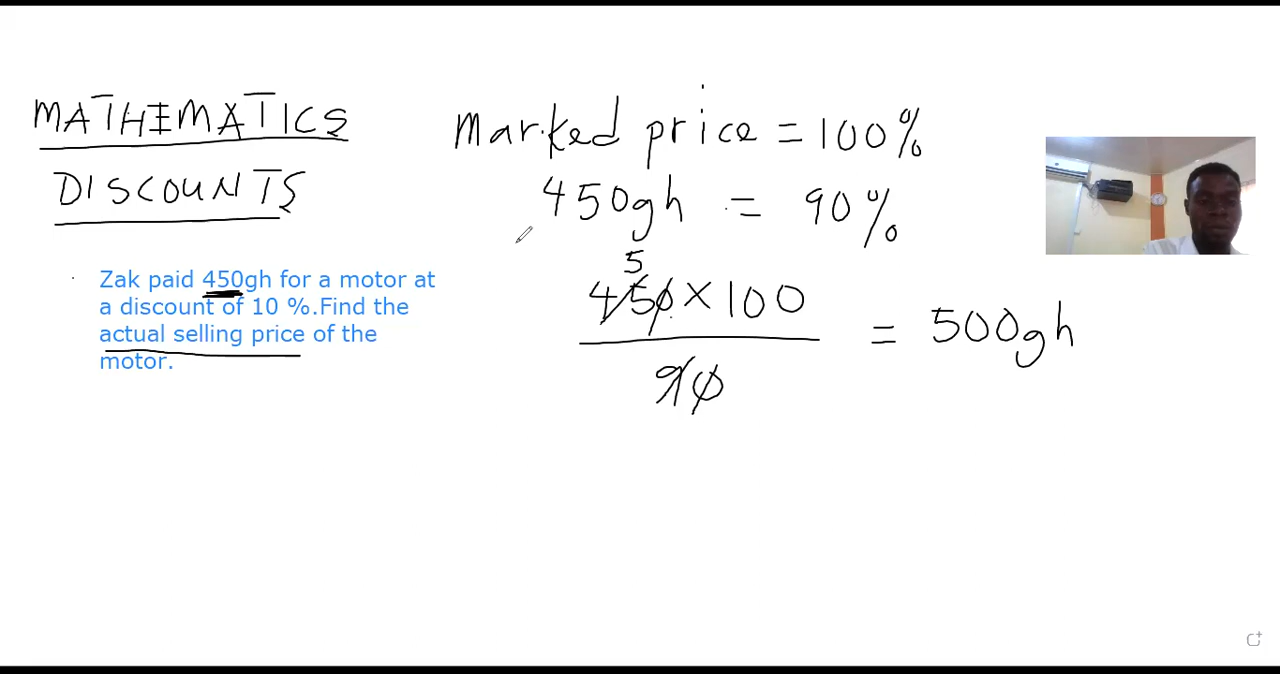 MATHEMATICS
DISCOUNTS
Zak paid 450gh for a motor at
a discount of 10 %.Find the
actual selling price of the
motor.
marked price = 100%
450gh = 90%
5
450 × 100
90
= 500gh